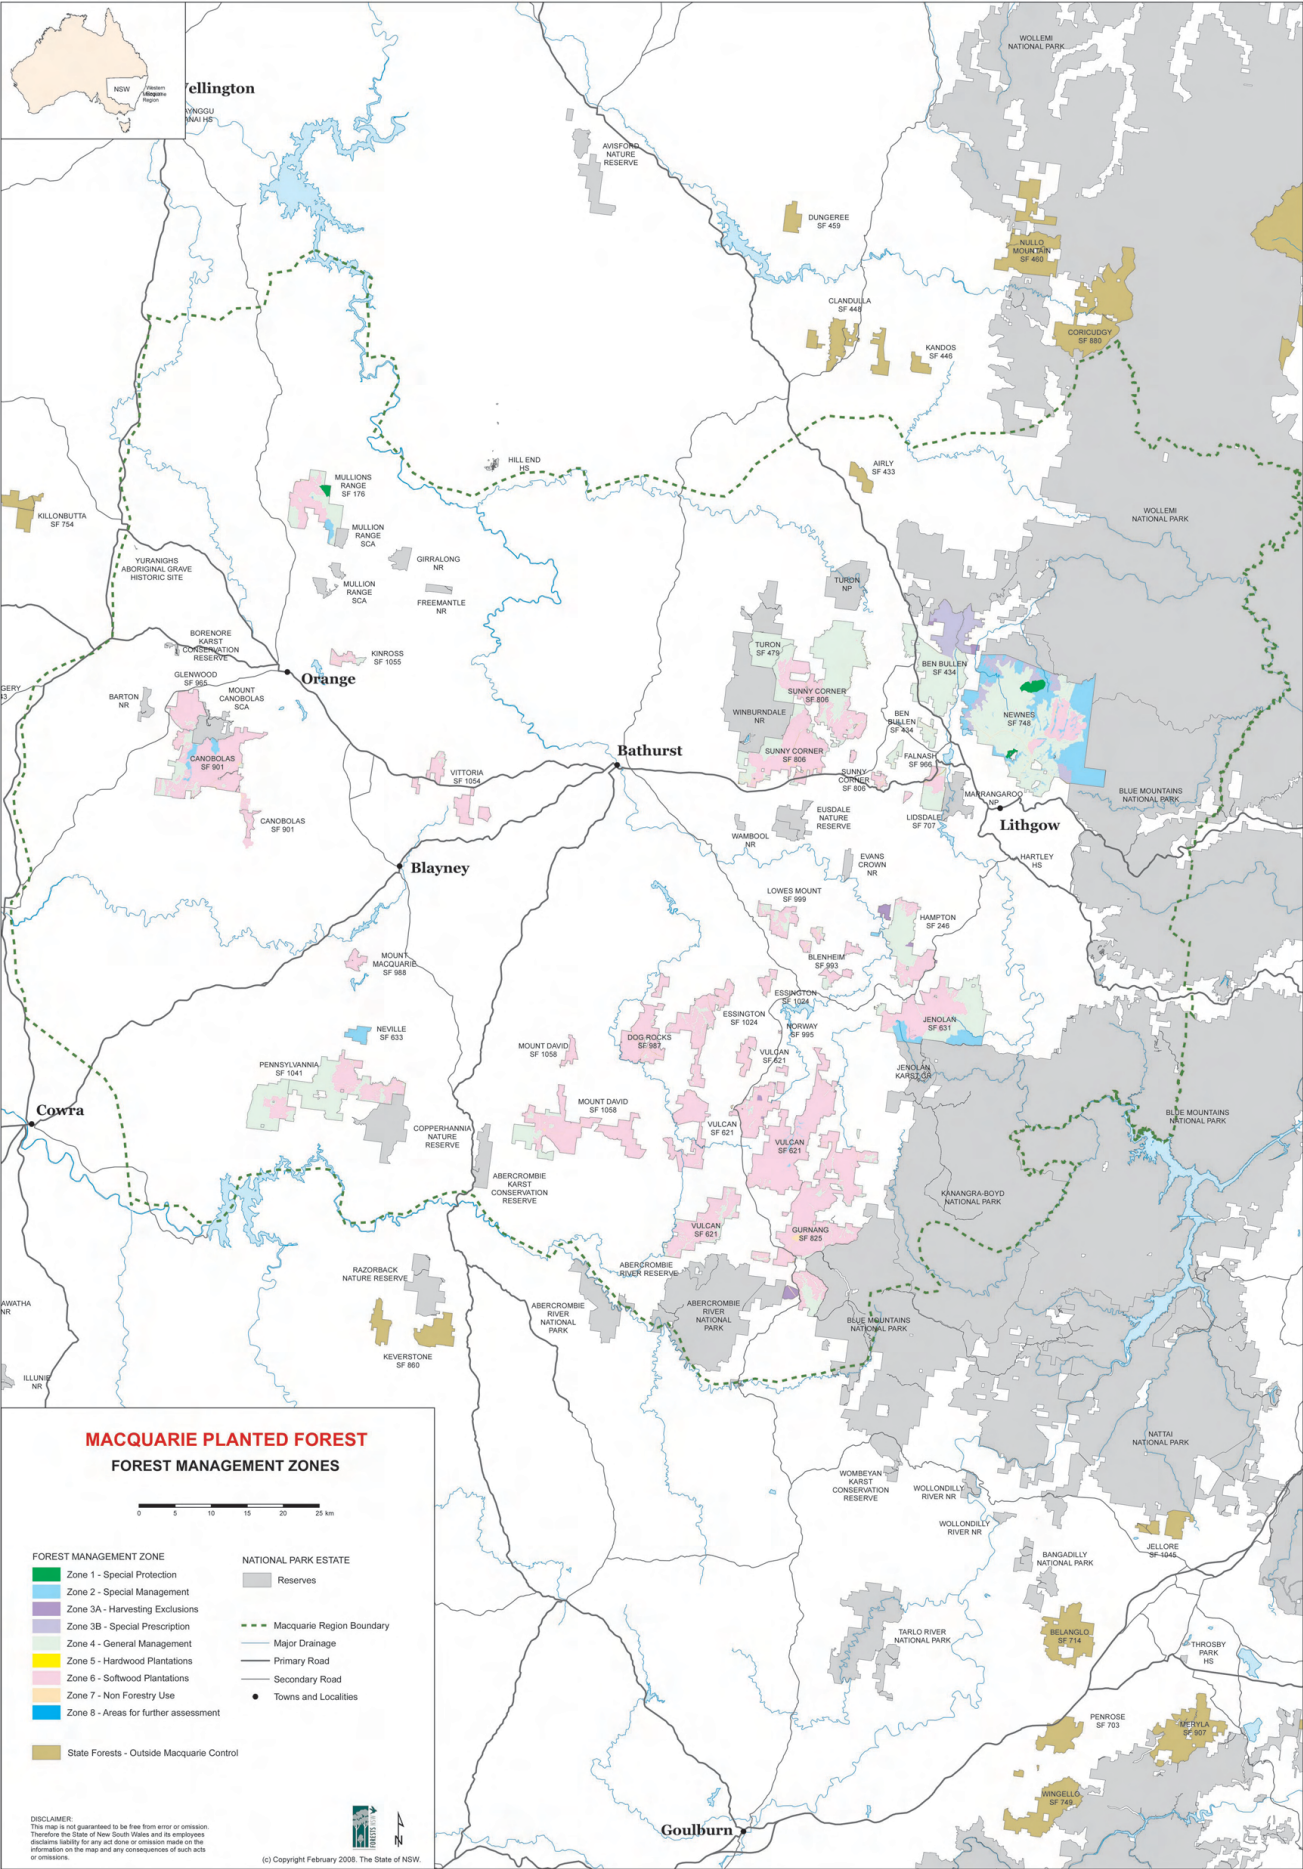 NSW
Region
Wellington
WOLLEMI
NATIONAL PARK
AVISFORD
NATURE
RESERVE
DUNGEREE
SF 459
NULLO
MOUNTAIN
SF 460
CLANDULLA
SF 448
KANDOS
SF 446
CORICUDGY
SF 880
HILL END
HS
AIRLY
SF 433
MULLIONS
RANGE
SF 176
KILLONBUTTA
SF 754
MULLION
RANGE
SCA
WOLLEMI
NATIONAL PARK
YURANIGHS
ABORIGINAL GRAVE
HISTORIC SITE
GIRRALONG
NR
MULLION
RANGE
SCA
FREEMANTLE
NR
TURON
NP
BORENORE
KARST
CONSERVATION
RESERVE
KINROSS
SF 1055
TURON
SF 479
BEN BULLEN
SF 434
Orange
GLENWOOD
SF 965
MOUNT
CANOBOLAS
SCA
BARTON
NR
GERY
43
SUNNY CORNER
SF 806
WINBURNDALE
NR
BEN
BULLEN
SF 434
NEWNES
SF 748
CANOBOLAS
SF 901
Bathurst
SUNNY CORNER
SF 806
FALNASH
SF 966
VITTORIA
SF 1054
SUNNY
CORNER
SF 806
BLUE MOUNTAINS
NATIONAL PARK
MARRANGAROO
NP
EUSDALE
NATURE
RESERVE
LIDSDALE
SF 707
Lithgow
CANOBOLAS
SF 901
WAMBOOL
NR
Blayney
EVANS
CROWN
NR
HARTLEY
HS
LOWES MOUNT
SF 999
HAMPTON
SF 246
MOUNT
MACQUARIE
SF 988
BLENHEIM
SF 993
ESSINGTON
SF 1024
ESSINGTON
SF 1024
JENOLAN
SF 631
NEVILLE
SF 633
NORWAY
SF 995
DOG ROCKS
SF 987
MOUNT DAVID
SF 1058
VULCAN
SF 621
PENNSYLVANNIA
SF 1041
JENOLAN
KARST CR
Cowra
MOUNT DAVID
SF 1058
BLUE MOUNTAINS
NATIONAL PARK
COPPERHANNIA
NATURE
RESERVE
VULCAN
SF 621
VULCAN
SF 621
ABERCROMBIE
KARST
CONSERVATION
RESERVE
KANANGRA-BOYD
NATIONAL PARK
VULCAN
SF 621
GURNANG
SF 825
RAZORBACK
NATURE RESERVE
ABERCROMBIE
RIVER RESERVE
AWATHA
NR
ABERCROMBIE
RIVER
NATIONAL
PARK
ABERCROMBIE
RIVER
NATIONAL
PARK
BLUE MOUNTAINS
NATIONAL PARK
KEVERSTONE
SF 860
ILLUNIE
NR
NATTAI
NATIONAL PARK
WOMBEYAN
KARST
CONSERVATION
RESERVE
WOLLONDILLY
RIVER NR
WOLLONDILLY
RIVER NR
JELLORE
SF 1045
BANGADILLY
NATIONAL PARK
TARLO RIVER
NATIONAL PARK
BELANGLO
SF 714
THROSBY
PARK
HS
PENROSE
SF 703
MERYLA
SF 907
WINGELLO
SF 749
Goulburn
MACQUARIE PLANTED FOREST
FOREST MANAGEMENT ZONES
0 5 10 15 20 25 km
FOREST MANAGEMENT ZONE
Zone 1 - Special Protection
Zone 2 - Special Management
Zone 3A - Harvesting Exclusions
Zone 3B - Special Prescription
Zone 4 - General Management
Zone 5 - Hardwood Plantations
Zone 6 - Softwood Plantations
Zone 7 - Non Forestry Use
Zone 8 - Areas for further assessment
State Forests - Outside Macquarie Control
NATIONAL PARK ESTATE
Reserves
Macquarie Region Boundary
Major Drainage
Primary Road
Secondary Road
Towns and Localities
DISCLAIMER:
This map is not guaranteed to be free from error or omission.
Therefore the State of New South Wales and its employees
disclaims liability for any act done or omission made on the
information on the map and any consequences of such acts
or omissions.
FORESTS NSW
N
(c) Copyright February 2008. The State of NSW.